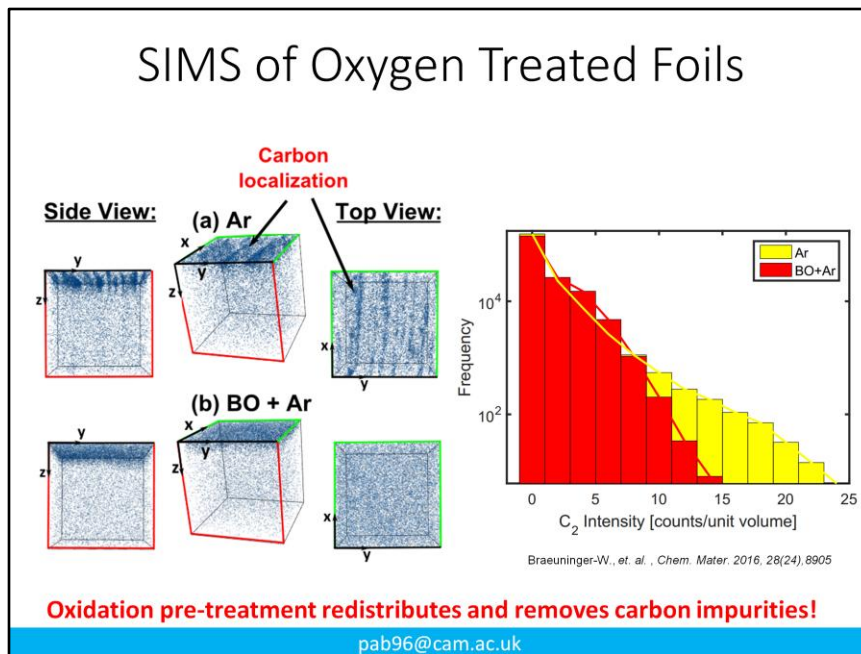 SIMS of Oxygen Treated Foils
Carbon
localization
Side View:
(a) Ar
Top View:
x
y
y
z
z
x
y
(b) BO + Ar
x
y
y
z
z
x
y
Ar
BO+Ar
Frequency
10⁴
10²
0 5 10 15 20 25
C₂ Intensity [counts/unit volume]
Braeuninger-W., et. al. , Chem. Mater. 2016, 28(24), 8905
Oxidation pre-treatment redistributes and removes carbon impurities!
pab96@cam.ac.uk